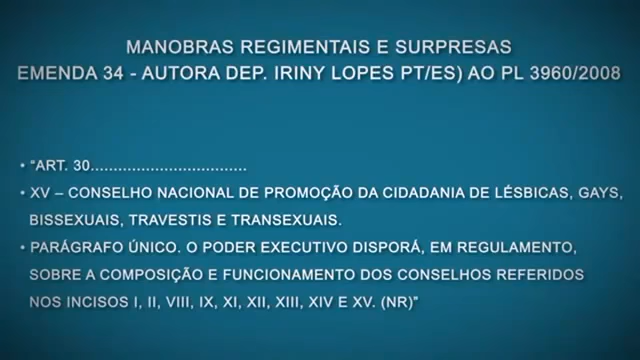 MANOBRAS REGIMENTAIS E SURPRESAS
EMENDA 34 - AUTORA DEP. IRINY LOPES PT/ES) AO PL 3960/2008
• “ART. 30..................................
• XV – CONSELHO NACIONAL DE PROMOÇÃO DA CIDADANIA DE LÉSBICAS, GAYS,
BISSEXUAIS, TRAVESTIS E TRANSEXUAIS.
• PARÁGRAFO ÚNICO. O PODER EXECUTIVO DISPORÁ, EM REGULAMENTO,
SOBRE A COMPOSIÇÃO E FUNCIONAMENTO DOS CONSELHOS REFERIDOS
NOS INCISOS I, II, VIII, IX, XI, XII, XIII, XIV E XV. (NR)”